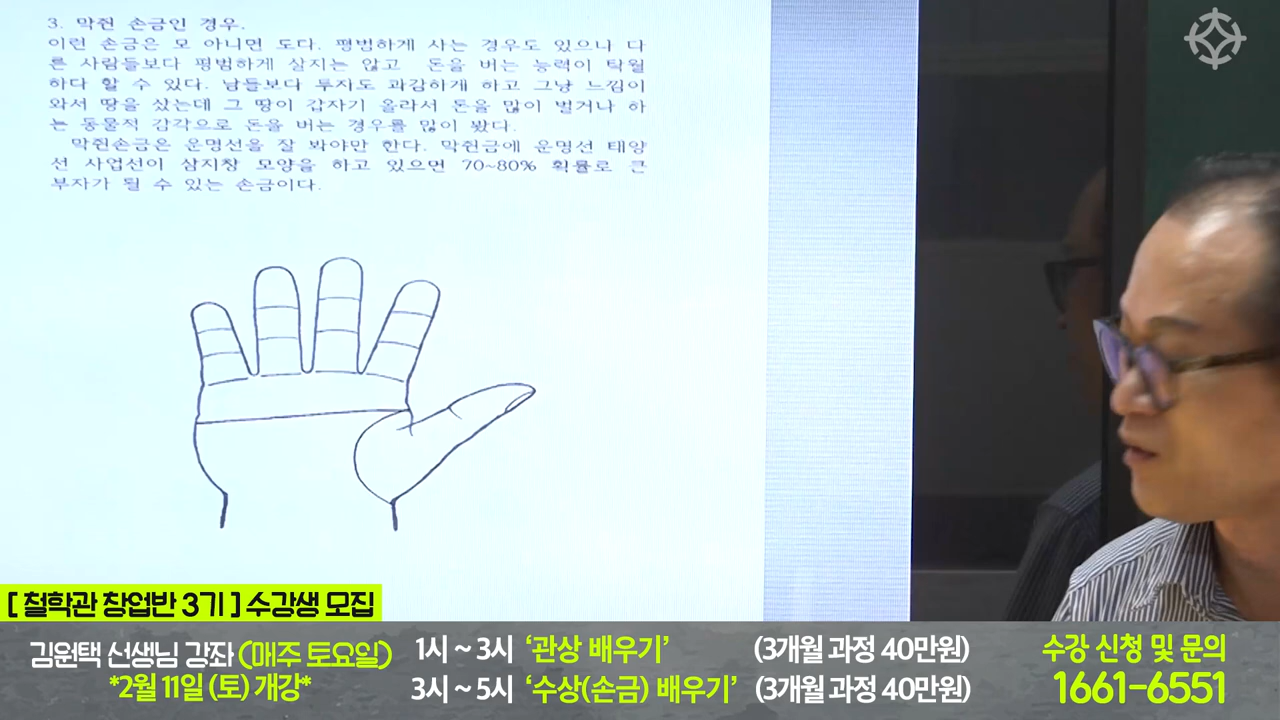 3. 막쥔 손금인 경우.
이런 손금은 모 아니면 도다. 평범하게 사는 경우도 있으나 다
른 사람들보다 평범하게 살지는 않고 돈을 버는 능력이 탁월
하다 할 수 있다. 남들보다 투자도 과감하게 하고 그냥 느낌이
와서 땅을 샀는데 그 땅이 갑자기 올라서 돈을 많이 벌거나 하
는 동물적 감각으로 돈을 버는 경우를 많이 봤다.
막쥔손금은 운명선을 잘 봐야만 한다. 막쥔금에 운명선 태양
선 사업선이 삼지창 모양을 하고 있으면 70~80% 확률로 큰
부자가 될 수 있는 손금이다.
[ 철학관 창업반 3기 ] 수강생 모집
김원택 선생님 강좌 (매주 토요일)
*2월 11일 (토) 개강*
1시 ~ 3시 '관상 배우기' (3개월 과정 40만원)
3시 ~ 5시 '수상(손금) 배우기' (3개월 과정 40만원)
수강 신청 및 문의
1661-6551